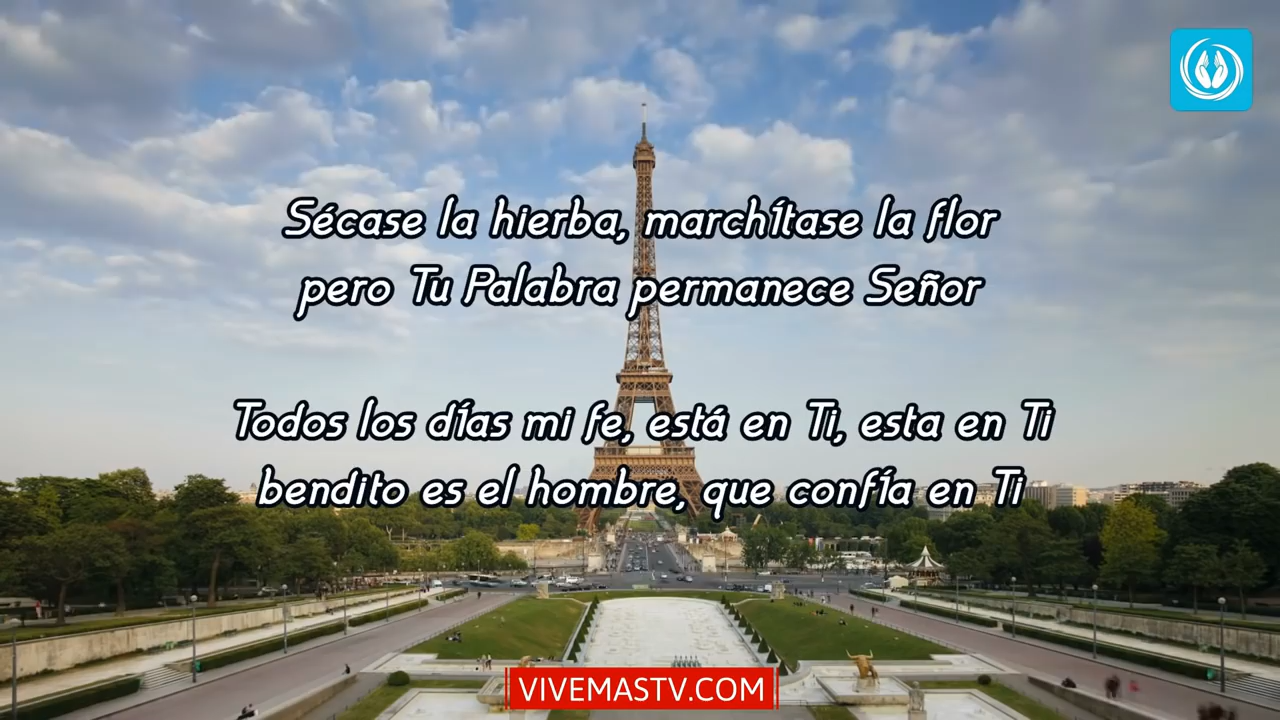 Sécase la hierba, marchítase la flor
pero Tu Palabra permanece Señor
Todos los días mi fe, está en Ti, esta en Ti
bendito es el hombre, que confía en Ti
VIVEMASTV.COM